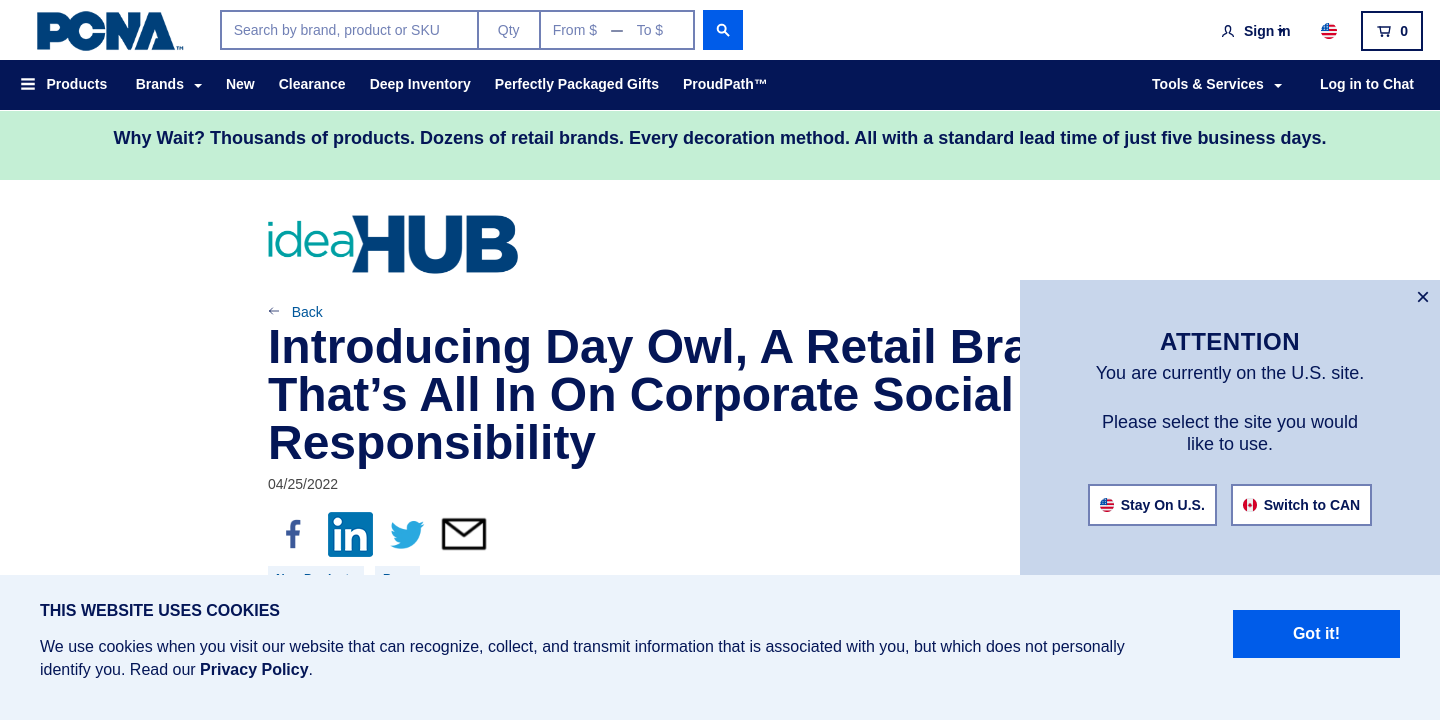 PCNA™
Search by brand, product or SKU
Qty
From $ — To $
Sign in
0
Products
Brands
New
Clearance
Deep Inventory
Perfectly Packaged Gifts
ProudPath™
Tools & Services
Log in to Chat
Why Wait? Thousands of products. Dozens of retail brands. Every decoration method. All with a standard lead time of just five business days.
ideaHUB
Back
Introducing Day Owl, A Retail Bra
That’s All In On Corporate Social
Responsibility
04/25/2022
ATTENTION
You are currently on the U.S. site.
Please select the site you would
like to use.
Stay On U.S.
Switch to CAN
THIS WEBSITE USES COOKIES
We use cookies when you visit our website that can recognize, collect, and transmit information that is associated with you, but which does not personally
identify you. Read our Privacy Policy.
Got it!